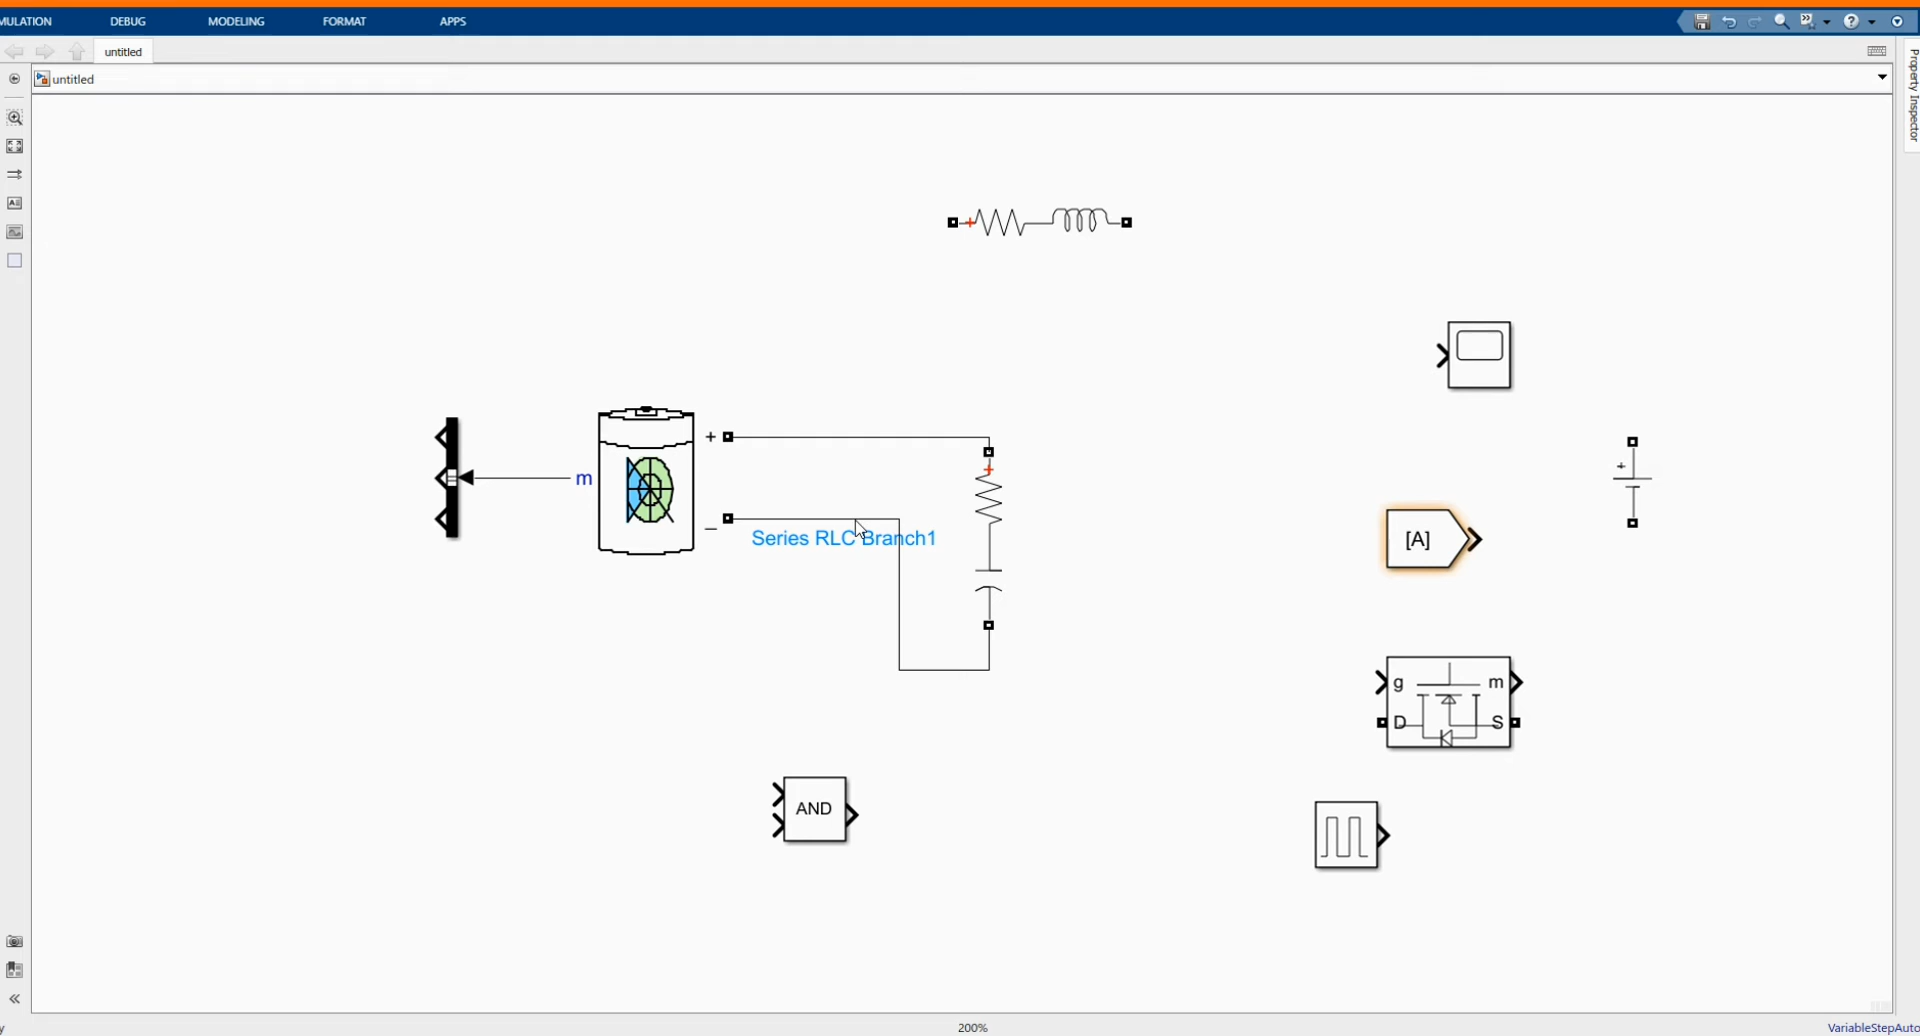 MULATION
DEBUG
MODELING
FORMAT
APPS
untitled
untitled
Property Inspector
+
m
−
+
Series RLC Branch1
+
+
[A]
g
m
D
S
AND
y
200%
VariableStepAuto